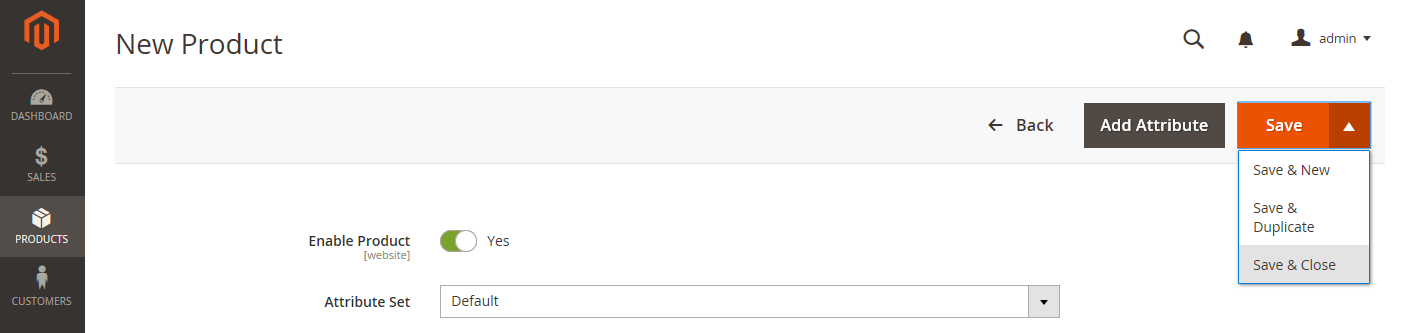 New Product
admin
DASHBOARD
SALES
PRODUCTS
CUSTOMERS
Back
Add Attribute
Save
Save & New
Save &
Duplicate
Save & Close
Enable Product
[website]
Yes
Attribute Set
Default